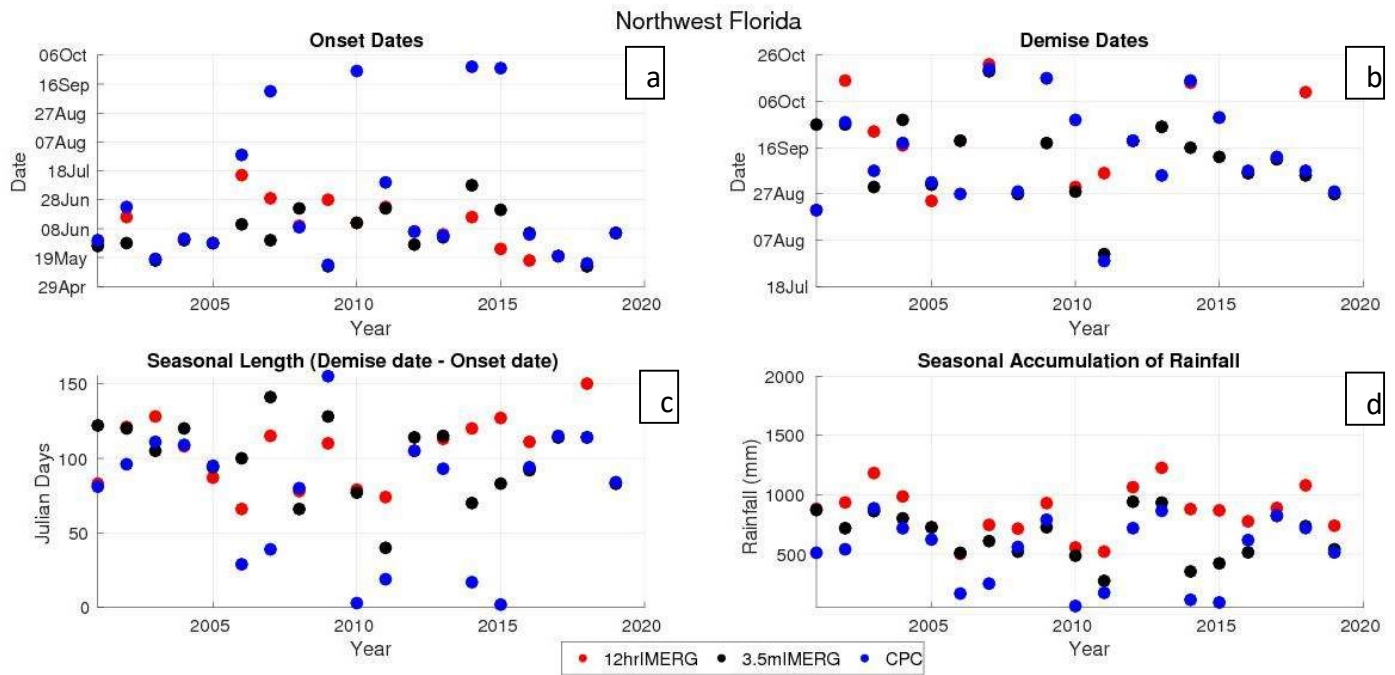 Northwest Florida
Onset Dates
a
06Oct
16Sep
27Aug
07Aug
18Jul
28Jun
08Jun
19May
29Apr
Date
2005
2010
2015
2020
Year
Demise Dates
b
26Oct
06Oct
16Sep
27Aug
07Aug
18Jul
Date
2005
2010
2015
2020
Year
Seasonal Length (Demise date - Onset date)
c
150
100
50
0
Julian Days
2005
2010
2015
2020
Year
Seasonal Accumulation of Rainfall
d
2000
1500
1000
500
Rainfall (mm)
2005
2010
2015
2020
Year
12hrIMERG 3.5mIMERG CPC